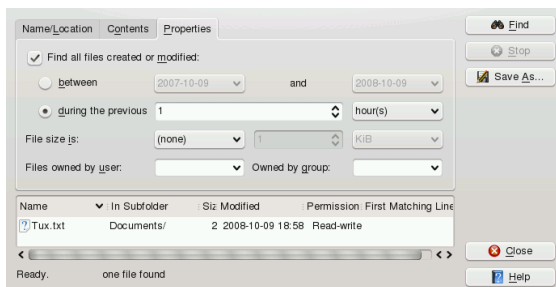 Name/Location Contents Properties
Find
Find all files created or modified:
Stop
between 2007-10-09 and 2008-10-09
Save As...
during the previous 1 hour(s)
File size is: (none) 1 KiB
Files owned by user: Owned by group:
Name In Subfolder Siz Modified Permission: First Matching Line
Tux.txt Documents/ 2 2008-10-09 18:58 Read-write
Close
Ready. one file found
Help